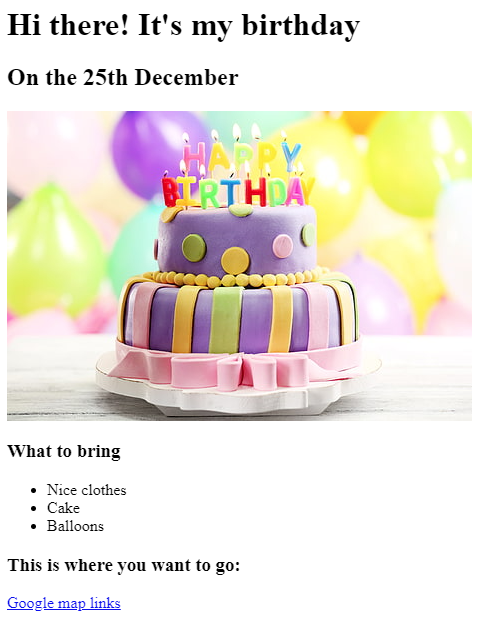 Hi there! It's my birthday
On the 25th December
HAPPY
BIRTHDAY
What to bring
Nice clothes
Cake
Balloons
This is where you want to go:
Google map links